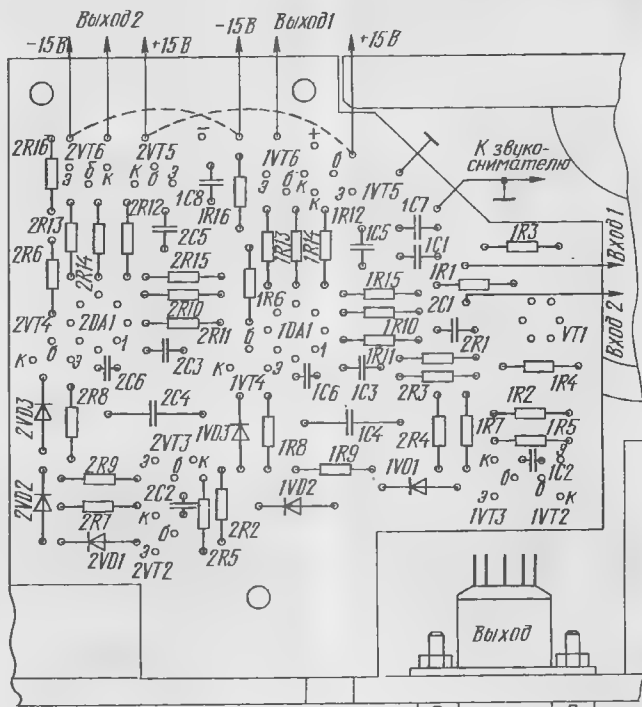 Выход 2
Выход1
-15В
+15В
-15В
+15В
2R16
2VT6
2VT5
1VT6
К звуко-
снимателю
э б к
к б э
1C8
1R16
э б к
+
б
к
э
1VT5
2R13
2R14
2R12
2C5
1R13
1R14
1R12
1C5
1C7
1C1
1R3
Вход 1
2R6
2R15
1R6
1R15
1R1
2R10
2R11
1R10
2C1
Вход 2
2VT4
2DA1
1DA1
1R11
2R1
VT1
б
к
э
1
2C3
б
к
э
1
2C6
1VT4
1C6
1C3
2R3
1R4
2VD3
2R8
2C4
1VD3
1R8
1C4
2R4
1R7
1R2
1R5
2VT3
э
к
б
2R9
1R9
1VD1
к
э
1C2
2VD2
2R7
2C2
1VD2
б
б
к
б
2R5
2R2
э
к
2VD1
э
2VT2
1VT3
1VT2
Выход